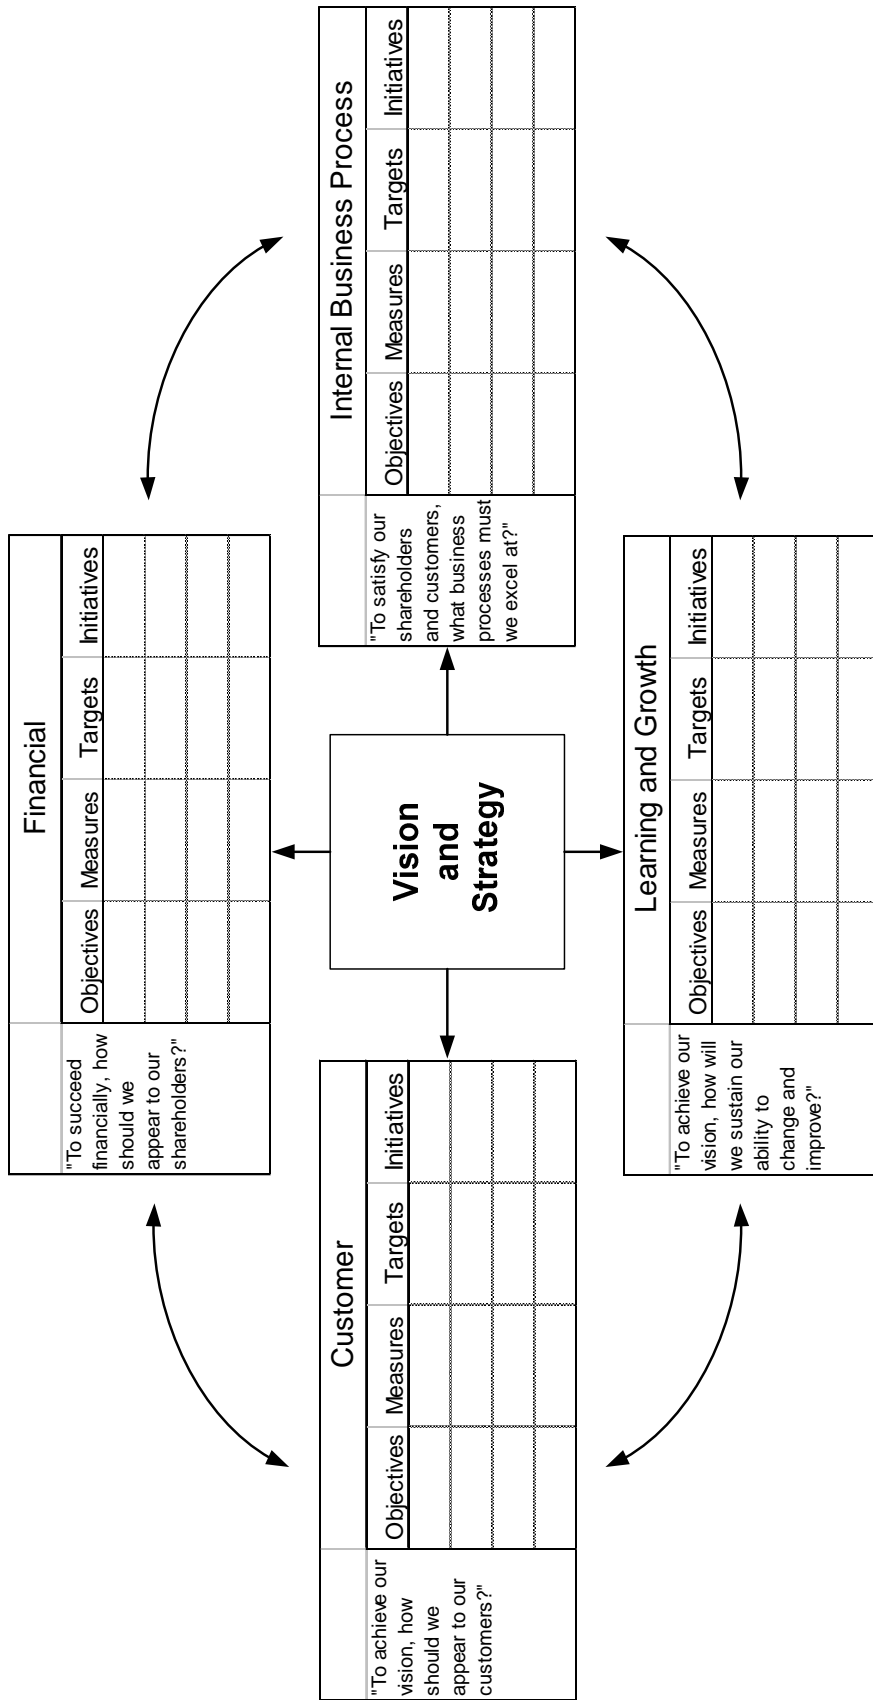 Financial
"To succeed
financially, how
should we
appear to our
shareholders?"
Objectives Measures Targets Initiatives
Customer
"To achieve our
vision, how
should we
appear to our
customers?"
Objectives Measures Targets Initiatives
Vision
and
Strategy
Internal Business Process
"To satisfy our
shareholders
and customers,
what business
processes must
we excel at?"
Objectives Measures Targets Initiatives
Learning and Growth
"To achieve our
vision, how will
we sustain our
ability to
change and
improve?"
Objectives Measures Targets Initiatives